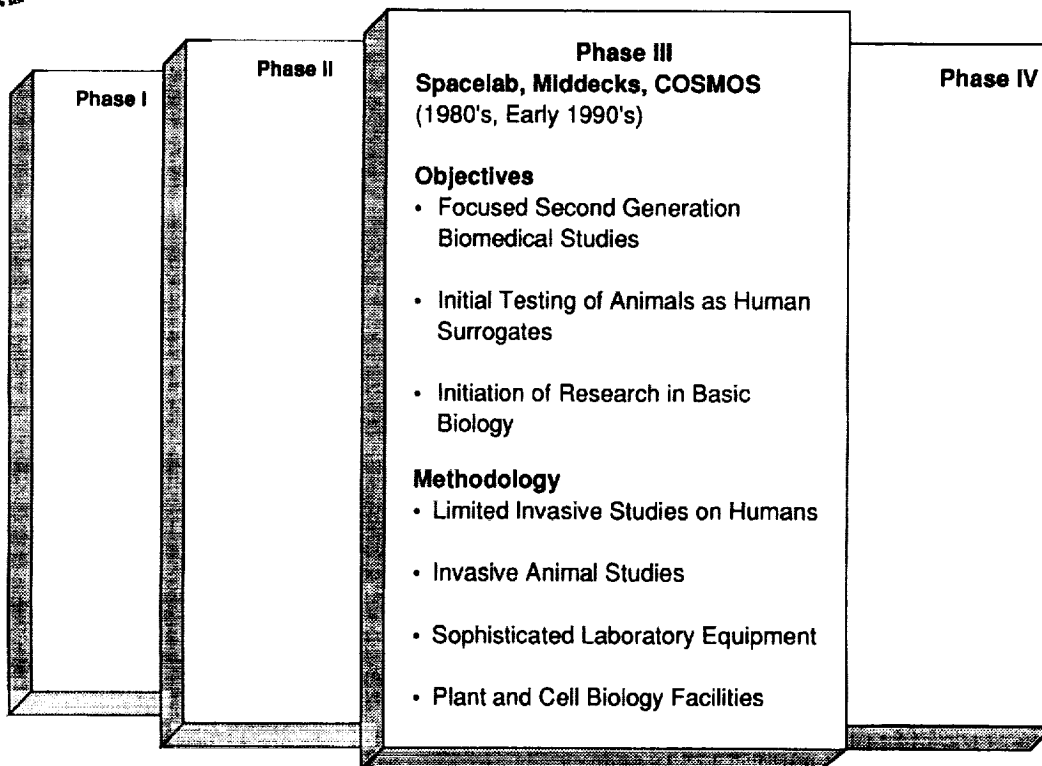 Phase I
Phase II
Phase III
Spacelab, Middecks, COSMOS
(1980's, Early 1990's)
Objectives
• Focused Second Generation
Biomedical Studies
• Initial Testing of Animals as Human
Surrogates
• Initiation of Research in Basic
Biology
Methodology
• Limited Invasive Studies on Humans
• Invasive Animal Studies
• Sophisticated Laboratory Equipment
• Plant and Cell Biology Facilities
Phase IV